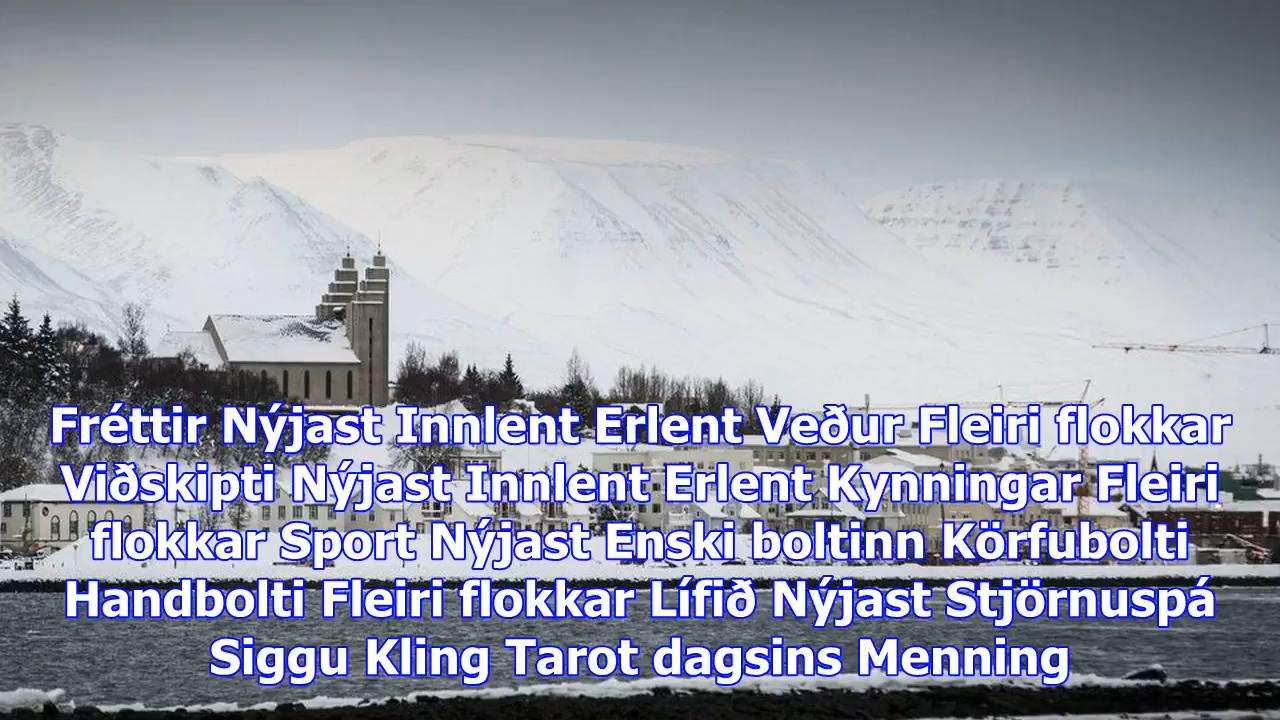 Fréttir Nýjast Innlent Erlent Veður Fleiri flokkar
Viðskipti Nýjast Innlent Erlent Kynningar Fleiri
flokkar Sport Nýjast Enski boltinn Körfubolti
Handbolti Fleiri flokkar Lífið Nýjast Stjörnuspá
Siggu Kling Tarot dagsins Menning